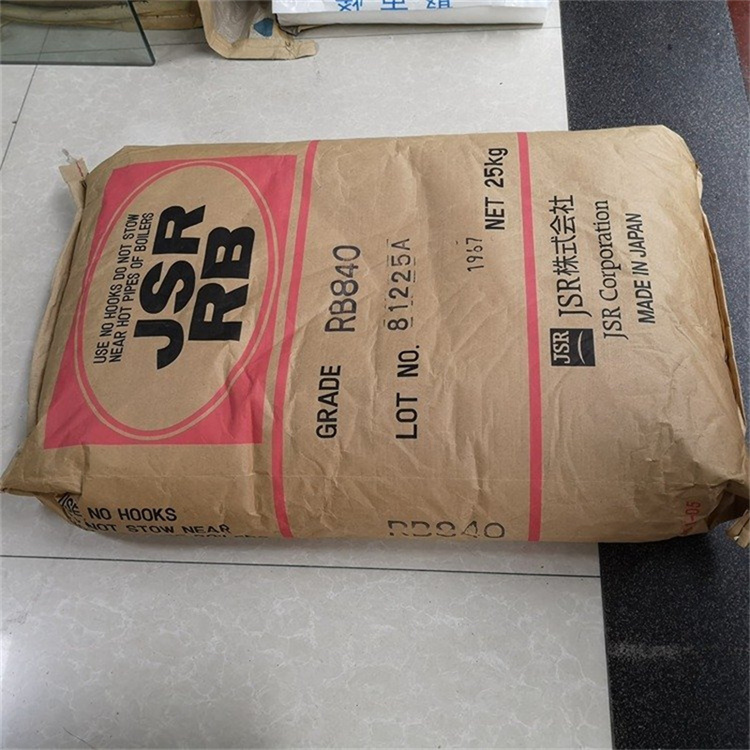 USE NO HOOKS DO NOT STOW
NEAR HOT PIPES OF BOILERS
JSR
RB
GRADE RB840
LOT NO. 81225A
1967
NET 25kg
JSR
JSR株式会社
JSR Corporation
MADE IN JAPAN
NO HOOKS
NOT STOW NEAR
RB840